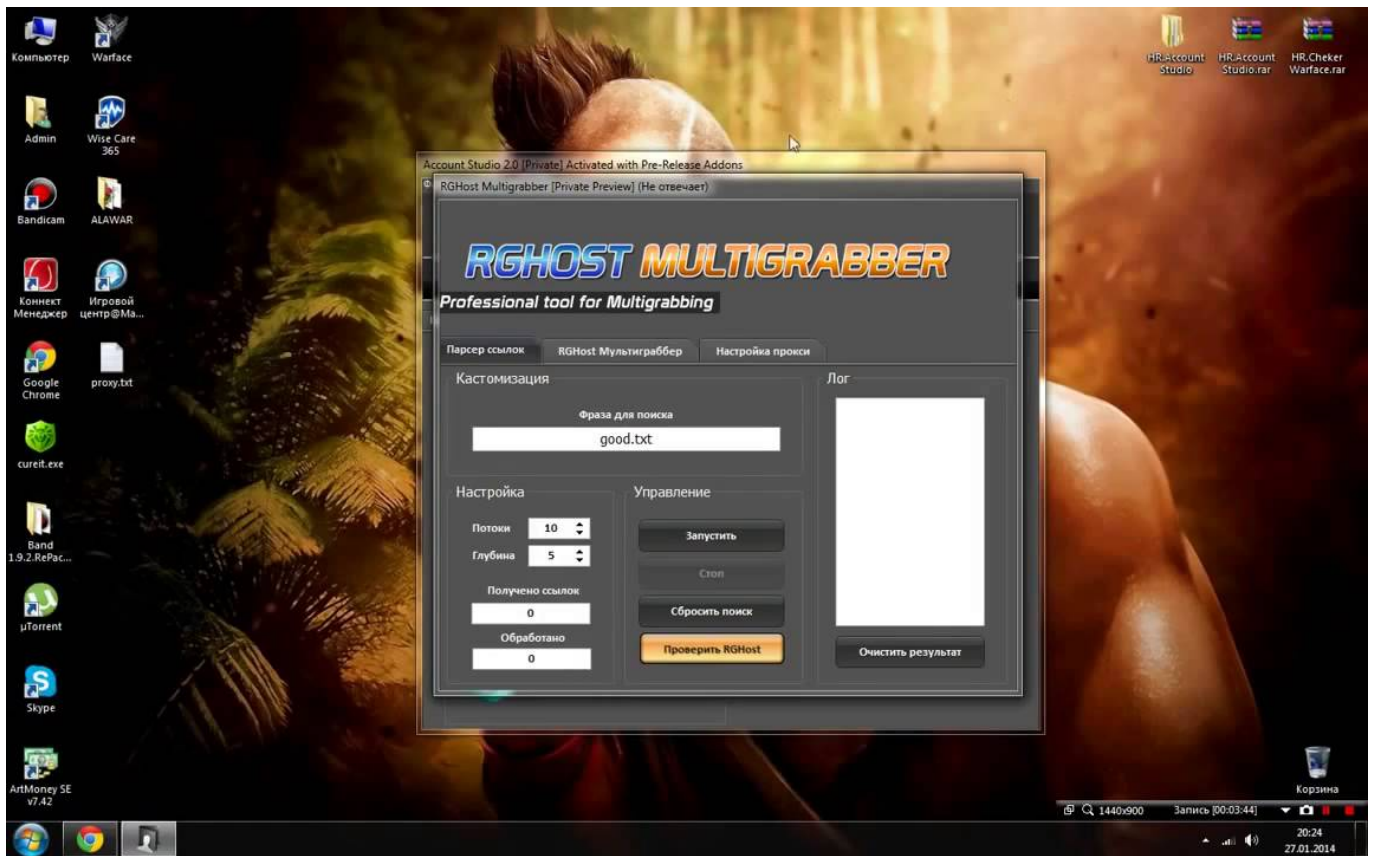 Компьютер
Warface
Admin
Wise Care
365
Bandicam
ALAWAR
Коннект
Менеджер
Игровой
центр@Ma...
Google
Chrome
proxy.txt
cureit.exe
Band
1.9.2.RePac...
µTorrent
Skype
ArtMoney SE
v7.42
HR.Account
Studio
HR.Account
Studio.rar
HR.Cheker
Warface.rar
Account Studio 2.0 [Private] Activated with Pre-Release Addons
RGHost Multigrabber [Private Preview] (Не отвечает)
RGHOST MULTIGRABBER
Professional tool for Multigrabbing
Парсер ссылок
RGHost Мультиграббер
Настройка прокси
Кастомизация
Фраза для поиска
good.txt
Лог
Настройка
Потоки
10
Глубина
5
Получено ссылок
0
Обработано
0
Управление
Запустить
Стоп
Сбросить поиск
Проверить RGHost
Очистить результат
Корзина
1440x900
Запись [00:03:44]
20:24
27.01.2014